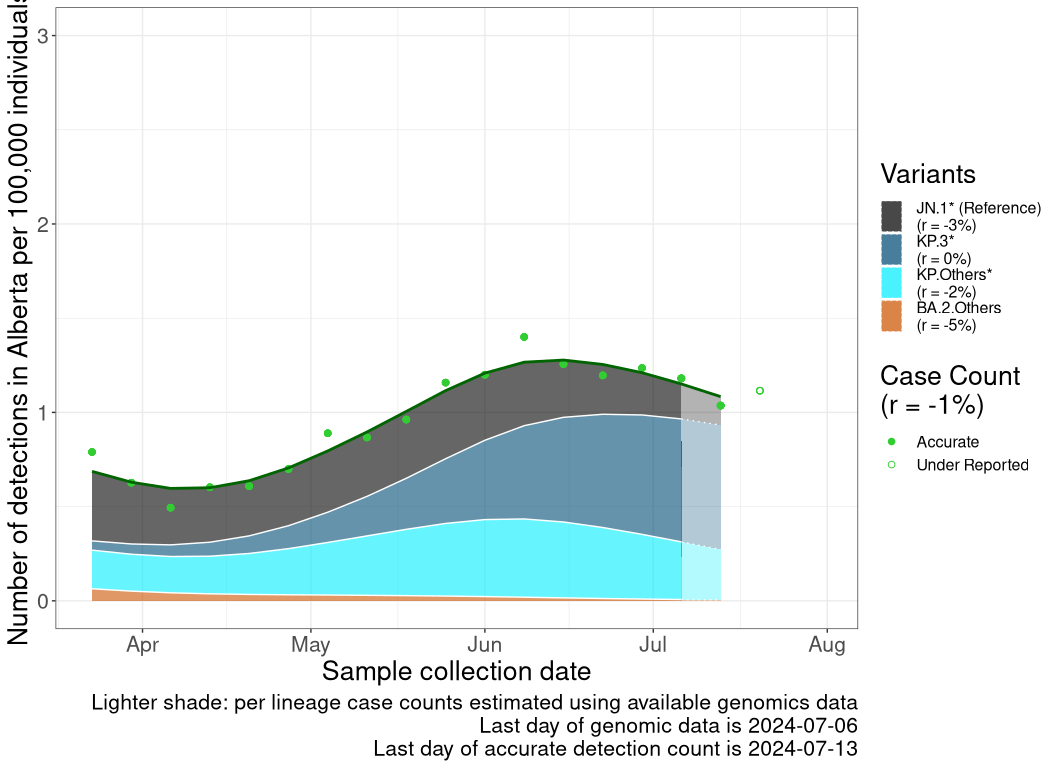 Number of detections in Alberta per 100,000 individuals
3
2
1
0
Apr
May
Jun
Jul
Aug
Sample collection date
Lighter shade: per lineage case counts estimated using available genomics data
Last day of genomic data is 2024-07-06
Last day of accurate detection count is 2024-07-13
Variants
JN.1* (Reference)
(r = -3%)
KP.3*
(r = 0%)
KP.Others*
(r = -2%)
BA.2.Others
(r = -5%)
Case Count
(r = -1%)
Accurate
Under Reported